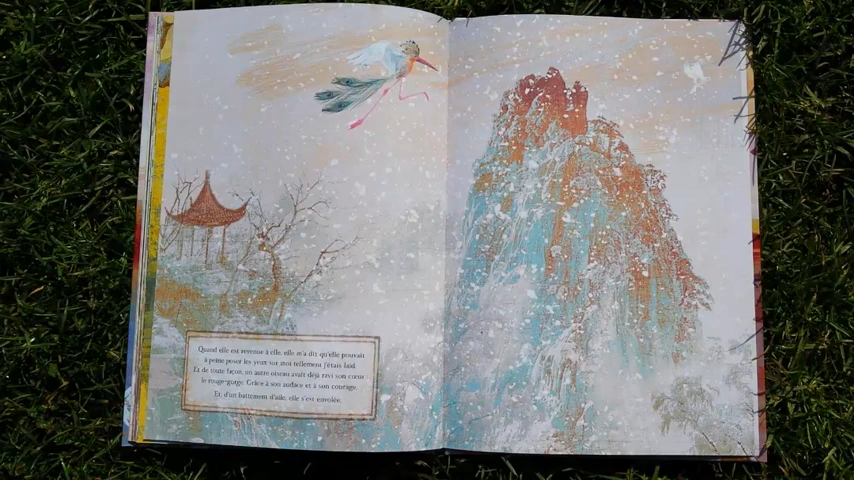 Quand elle est revenue à elle, elle m'a dit qu'elle pouvait
à peine poser les yeux sur moi tellement j'étais laid.
Et de toute façon, un autre oiseau avait déjà ravi son cœur :
le rouge-gorge. Grâce à son audace et à son courage.
Et, d'un battement d'aile, elle s'est envolée.